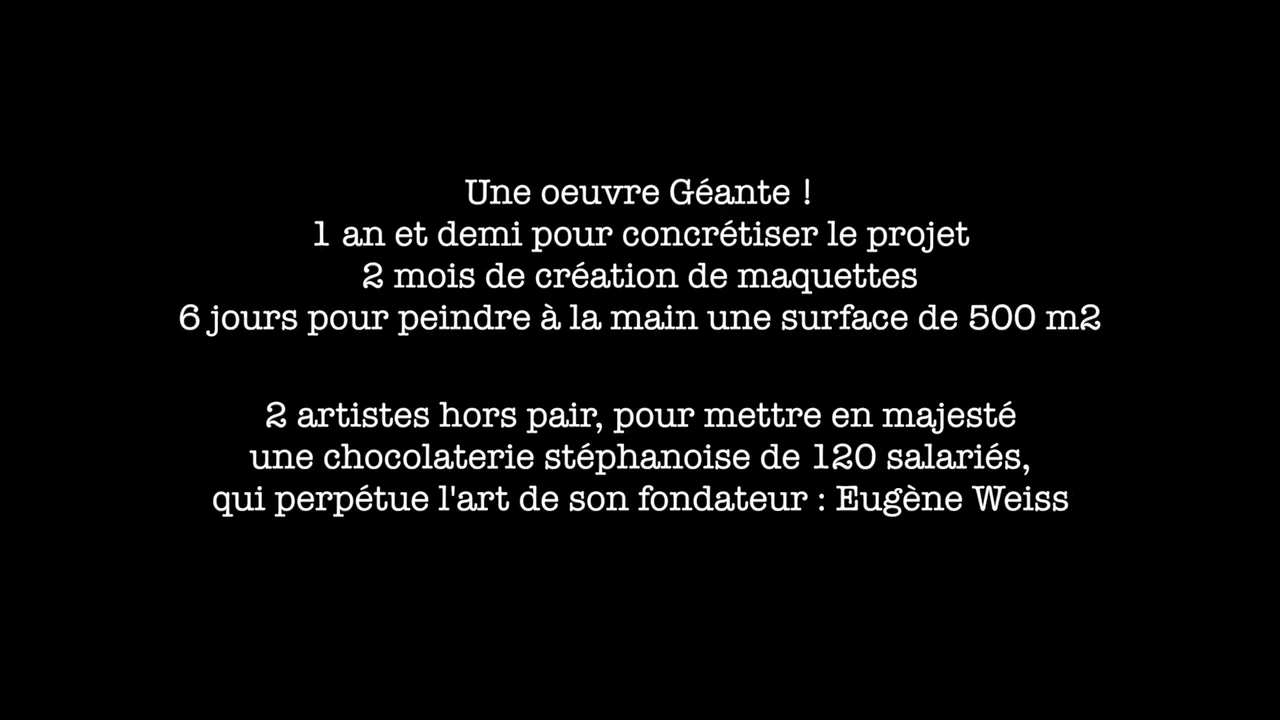 Une oeuvre Géante !
1 an et demi pour concrétiser le projet
2 mois de création de maquettes
6 jours pour peindre à la main une surface de 500 m2
2 artistes hors pair, pour mettre en majesté
une chocolaterie stéphanoise de 120 salariés,
qui perpétue l'art de son fondateur : Eugène Weiss